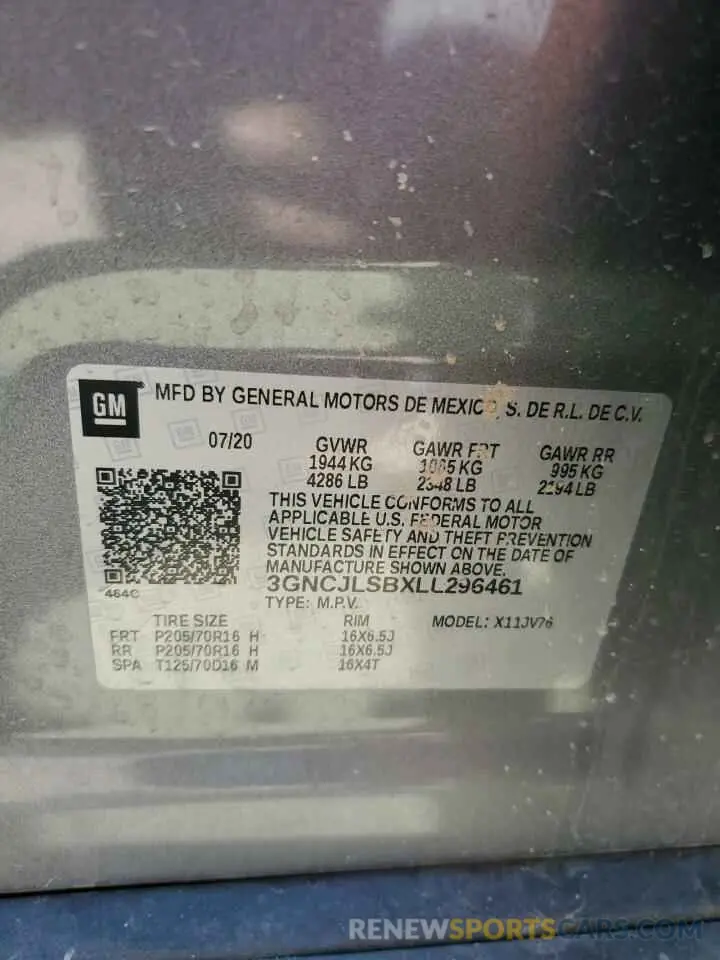 GM MFD BY GENERAL MOTORS DE MEXICO, S. DE R.L. DE C.V.
07/20 GVWR GAWR FRT GAWR RR
1944 KG 1065 KG 995 KG
4286 LB 2348 LB 2194 LB
THIS VEHICLE CONFORMS TO ALL
APPLICABLE U.S. FEDERAL MOTOR
VEHICLE SAFETY AND THEFT PREVENTION
STANDARDS IN EFFECT ON THE DATE OF
MANUFACTURE SHOWN ABOVE.
464C 3GNCJLSBXLL296461
TYPE: M.P.V.
TIRE SIZE RIM MODEL: X11JV76
FRT P205/70R16 H 16X6.5J
RR P205/70R16 H 16X6.5J
SPA T125/70D16 M 16X4T
RENEWSPORTSCARS.COM